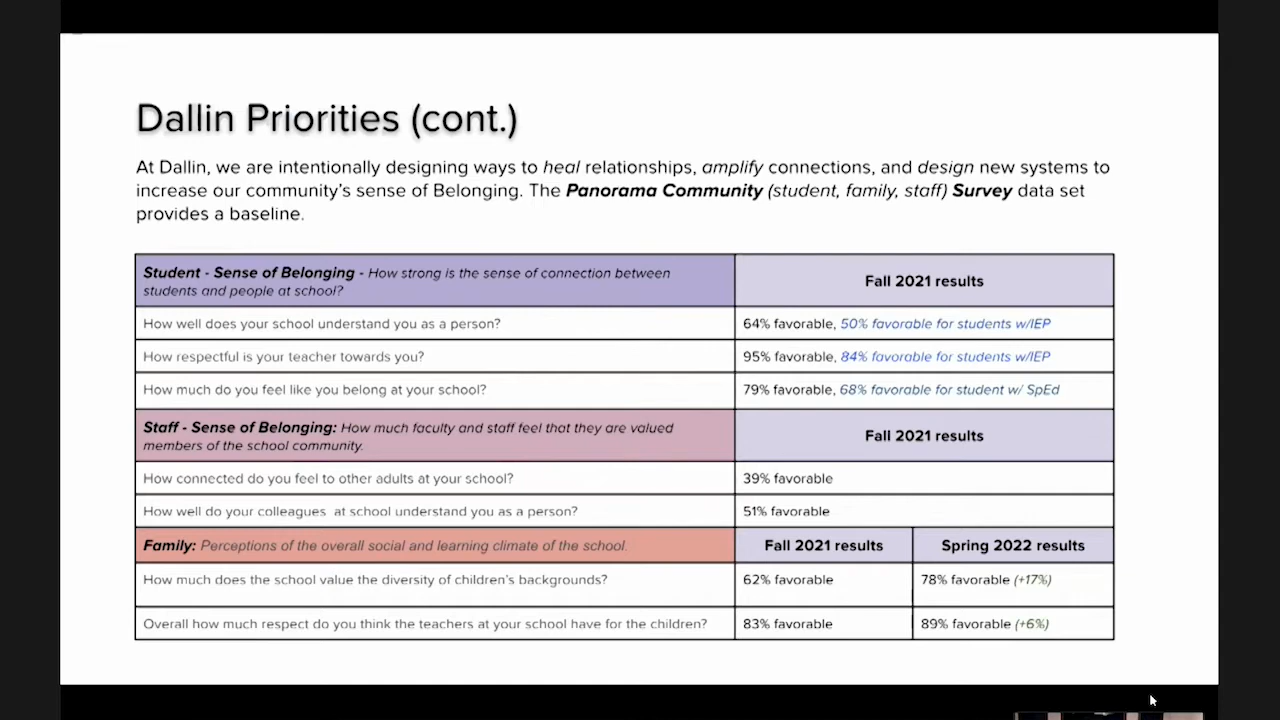 Dallin Priorities (cont.)
At Dallin, we are intentionally designing ways to heal relationships, amplify connections, and design new systems to
increase our community's sense of Belonging. The Panorama Community (student, family, staff) Survey data set
provides a baseline.
Student - Sense of Belonging - How strong is the sense of connection between
students and people at school?
Fall 2021 results
How well does your school understand you as a person?
64% favorable, 50% favorable for students w/IEP
How respectful is your teacher towards you?
95% favorable, 84% favorable for students w/IEP
How much do you feel like you belong at your school?
79% favorable, 68% favorable for student w/ SpEd
Staff - Sense of Belonging: How much faculty and staff feel that they are valued
members of the school community.
Fall 2021 results
How connected do you feel to other adults at your school?
39% favorable
How well do your colleagues at school understand you as a person?
51% favorable
Family: Perceptions of the overall social and learning climate of the school.
Fall 2021 results
Spring 2022 results
How much does the school value the diversity of children's backgrounds?
62% favorable
78% favorable (+17%)
Overall how much respect do you think the teachers at your school have for the children?
83% favorable
89% favorable (+6%)